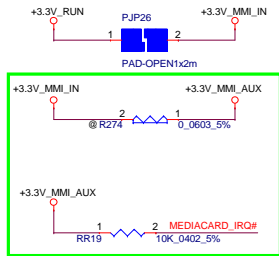 +3.3V_RUN PJP26 +3.3V_MMI_IN
1 2
PAD-OPEN1x2m
+3.3V_MMI_IN +3.3V_MMI_AUX
2 1
@ R274 0_0603_5%
+3.3V_MMI_AUX
1 2 MEDIACARD_IRQ#
RR19 10K_0402_5%